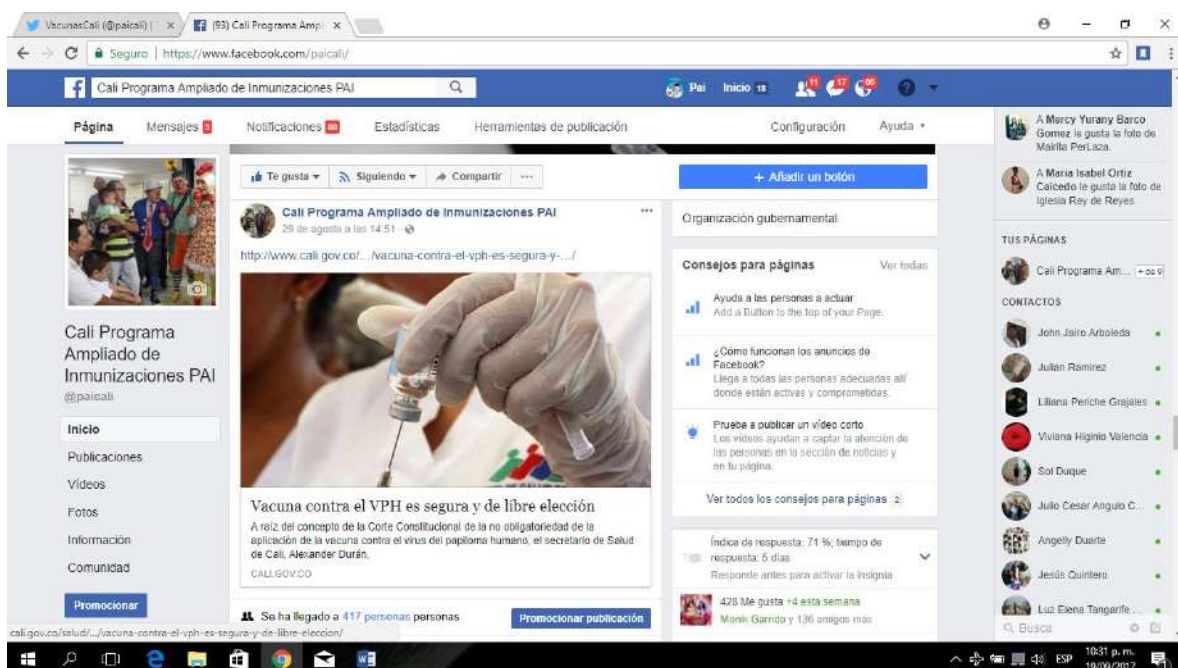 VacunasCali (@paicali) |
(93) Cali Programa Amp
Seguro | https://www.facebook.com/paicali/
Cali Programa Ampliado de Inmunizaciones PAI
Pai
Inicio 18
11
17
Página
Mensajes 3
Notificaciones
Estadísticas
Herramientas de publicación
Configuración
Ayuda
Te gusta
Siguiendo
Compartir
+ Añadir un botón
Cali Programa Ampliado de Inmunizaciones PAI
@paicali
Inicio
Publicaciones
Vídeos
Fotos
Información
Comunidad
Promocionar
Cali Programa Ampliado de Inmunizaciones PAI
29 de agosto a las 14:51
http://www.cali.gov.co/.../vacuna-contra-el-vph-es-segura-y-.../
Vacuna contra el VPH es segura y de libre elección
A raíz del concepto de la Corte Constitucional de la no obligatoriedad de la
aplicación de la vacuna contra el virus del papiloma humano, el secretario de Salud
de Cali, Alexander Durán.
CALI.GOV.CO
Se ha llegado a 417 personas personas
Promocionar publicación
Organización gubernamental
Consejos para páginas
Ver todas
Ayuda a las personas a actuar
Add a Button to the top of your Page.
¿Cómo funcionan los anuncios de
Facebook?
Llega a todas las personas adecuadas allí
donde están activas y comprometidas.
Prueba a publicar un vídeo corto
Los vídeos ayudan a captar la atención de
las personas en la sección de noticias y
en tu página.
Ver todos los consejos para páginas 2
Índice de respuesta: 71 %; tiempo de
respuesta: 5 días
Responde antes para activar la insignia
428 Me gusta +4 esta semana
Monik Garrido y 136 amigos más
A Mercy Yurany Barco
Gomez le gusta la foto de
Mairita PerLaza.
A Maria Isabel Ortiz
Caicedo le gusta la foto de
Iglesia Rey de Reyes.
TUS PÁGINAS
Cali Programa Am...
CONTACTOS
John Jairo Arboleda
Julian Ramirez
Liliana Periche Grajales
Viviana Higinio Valencia
Sol Duque
Julio Cesar Angulo C...
Angelly Duarte
Jesús Quintero
Luz Elena Tangarife ...
Busca
cali.gov.co/salud/.../vacuna-contra-el-vph-es-segura-y-de-libre-eleccion/
ESP
10:31 p. m.
19/09/2017